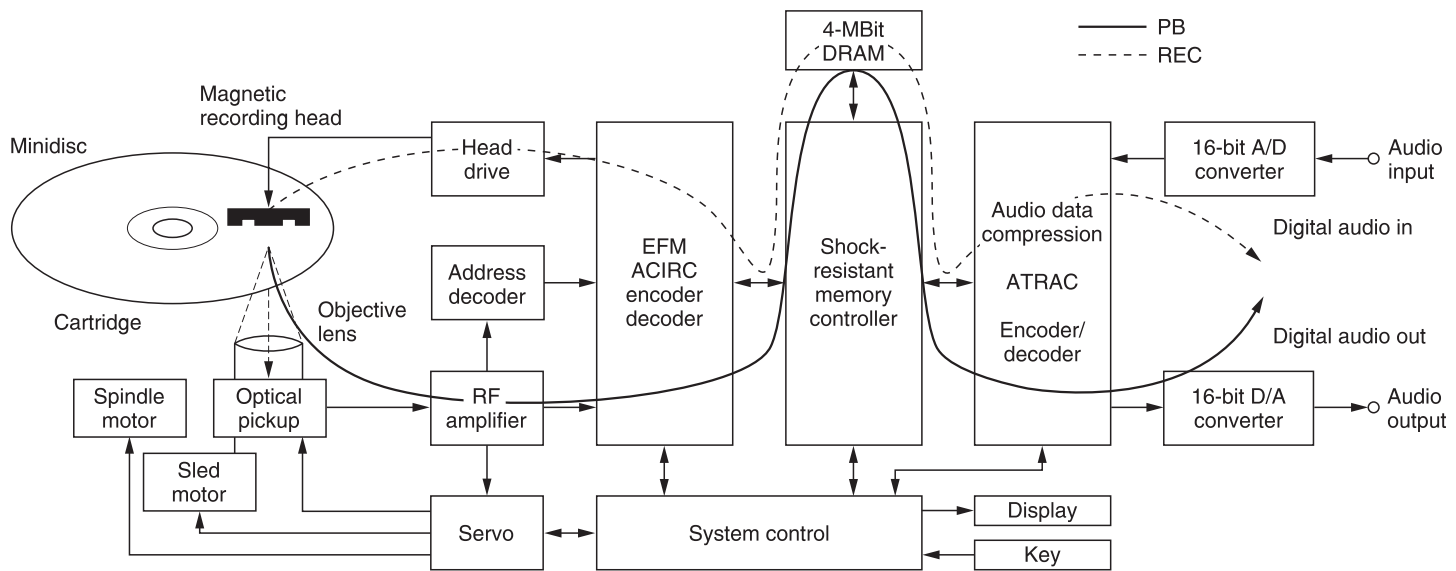 4-MBit
DRAM
PB
REC
Magnetic
recording head
Minidisc
Head
drive
16-bit A/D
converter
Audio
input
Audio data
compression
Digital audio in
EFM
ACIRC
encoder
decoder
Shock-
resistant
memory
controller
Address
decoder
ATRAC
Cartridge
Objective
lens
Encoder/
decoder
Digital audio out
Spindle
motor
Optical
pickup
RF
amplifier
16-bit D/A
converter
Audio
output
Sled
motor
Servo
System control
Display
Key